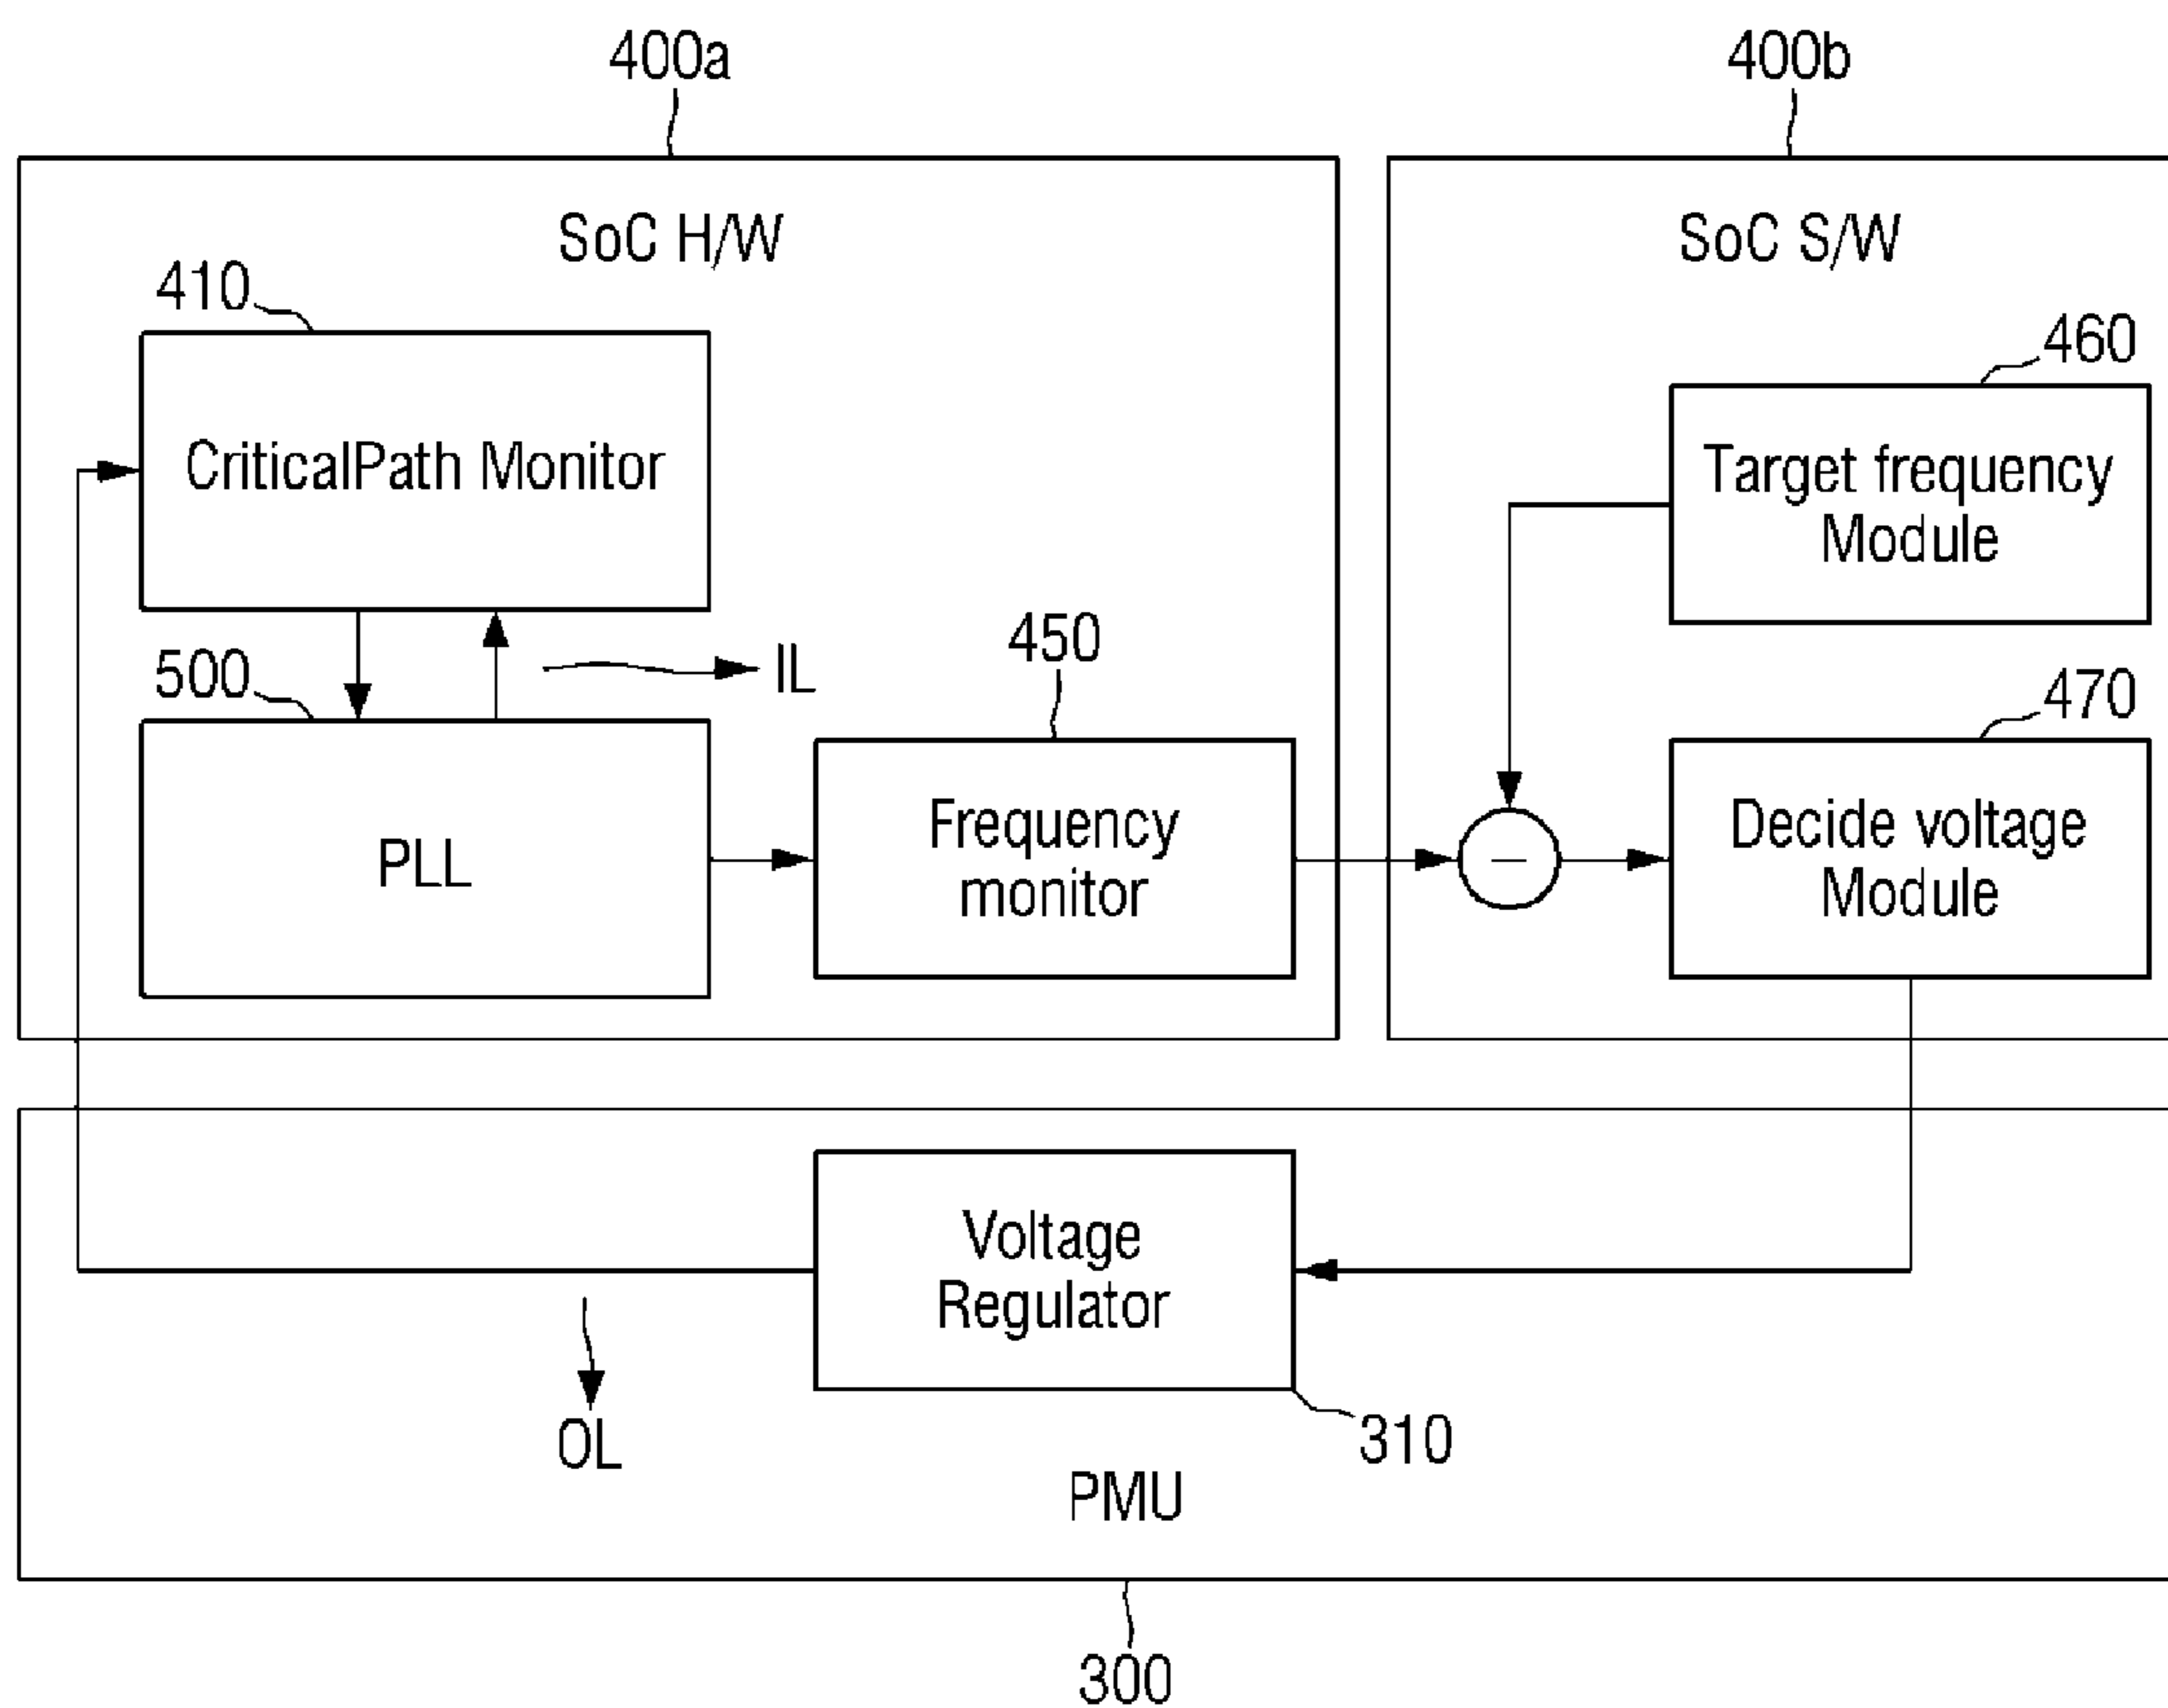 400a
400b
SoC H/W
SoC S/W
410
460
CriticalPath Monitor
Target frequency
Module
500
IL
450
470
PLL
Frequency
monitor
−
Decide voltage
Module
Voltage
Regulator
OL
310
PMU
300